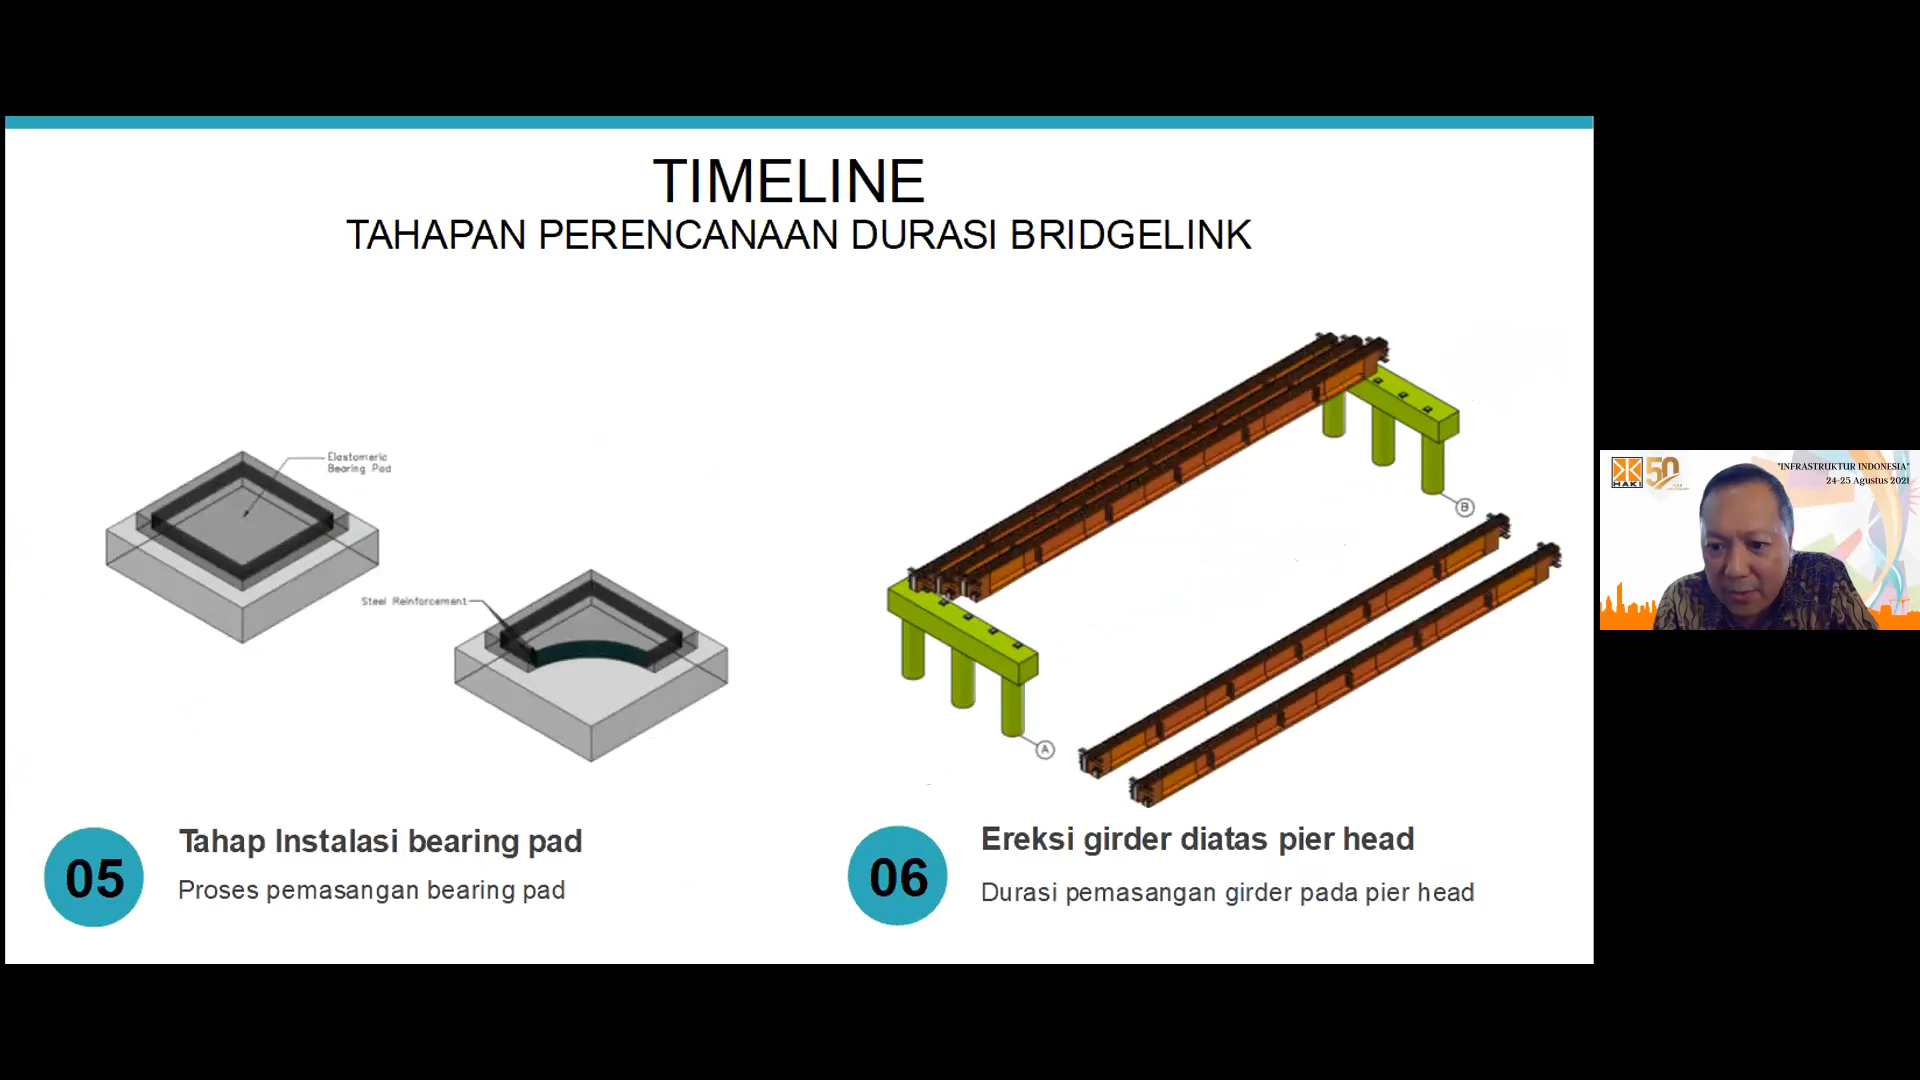 TIMELINE
TAHAPAN PERENCANAAN DURASI BRIDGELINK
Elastomeric
Bearing Pad
Steel Reinforcement
B
A
05
Tahap Instalasi bearing pad
Proses pemasangan bearing pad
06
Ereksi girder diatas pier head
Durasi pemasangan girder pada pier head
HAKI
50
"INFRASTRUKTUR INDONESIA"
24-25 Agustus 2021